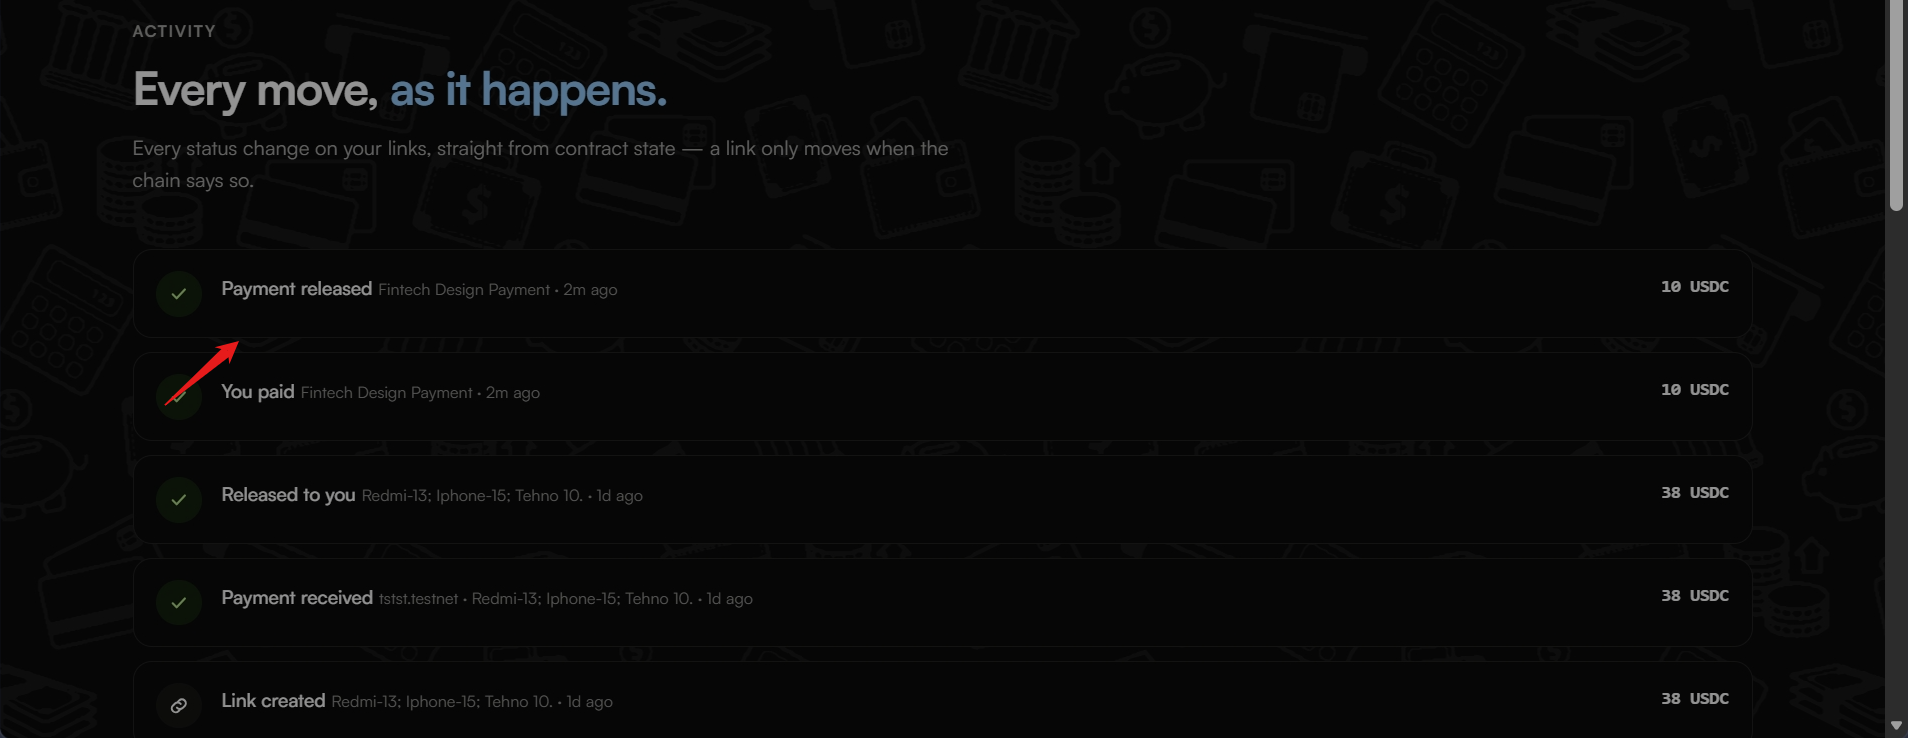 ACTIVITY
Every move, as it happens.
Every status change on your links, straight from contract state — a link only moves when the
chain says so.
Payment released Fintech Design Payment · 2m ago
10 USDC
You paid Fintech Design Payment · 2m ago
10 USDC
Released to you Redmi-13; Iphone-15; Tehno 10. · 1d ago
38 USDC
Payment received tstst.testnet · Redmi-13; Iphone-15; Tehno 10. · 1d ago
38 USDC
Link created Redmi-13; Iphone-15; Tehno 10. · 1d ago
38 USDC